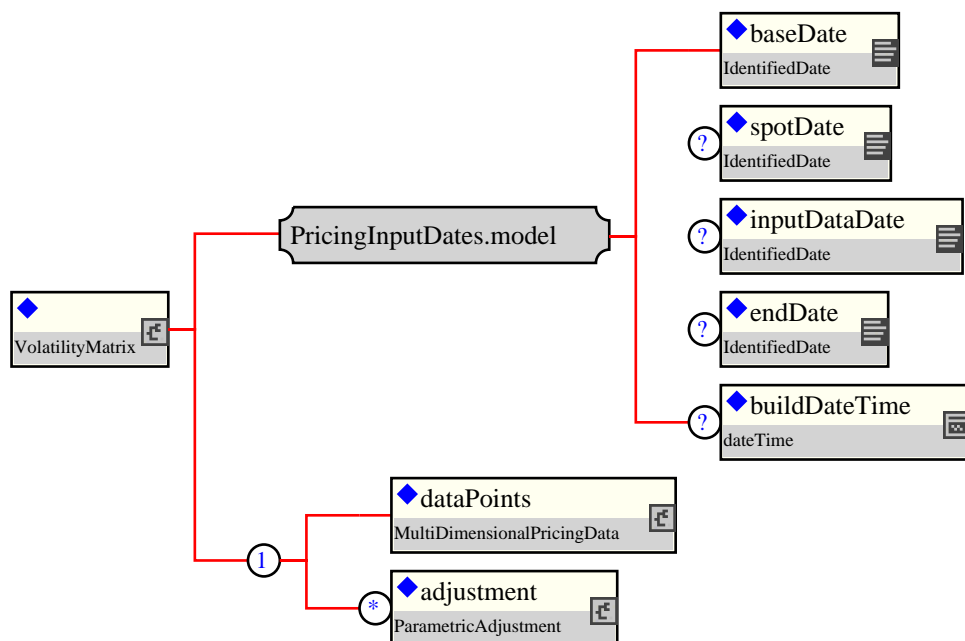 baseDate
IdentifiedDate
?
spotDate
IdentifiedDate
PricingInputDates.model
?
inputDataDate
IdentifiedDate
VolatilityMatrix
?
endDate
IdentifiedDate
?
buildDateTime
dateTime
dataPoints
MultiDimensionalPricingData
1
*
adjustment
ParametricAdjustment